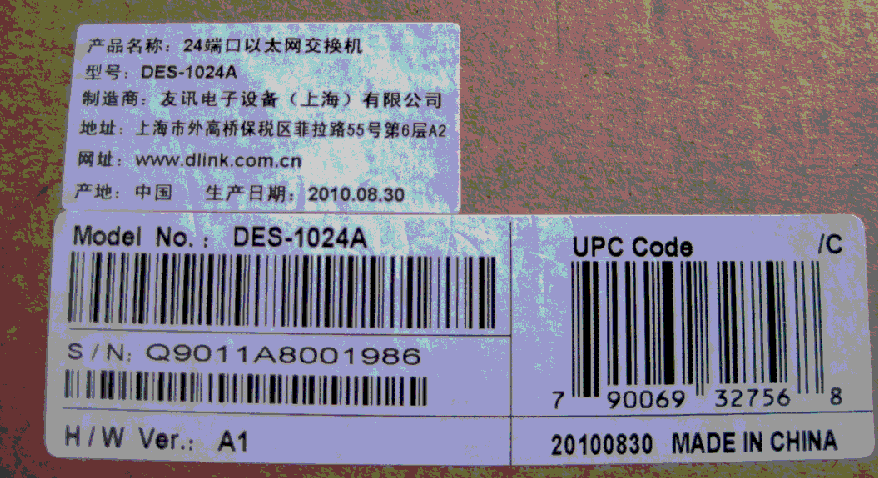 产品名称：24端口以太网交换机
型号：DES-1024A
制造商：友讯电子设备（上海）有限公司
地址：上海市外高桥保税区菲拉路55号第6层A2
网址：www.dlink.com.cn
产地：中国 生产日期：2010.08.30
Model No.: DES-1024A
S/N: Q9011A8001986
H/W Ver.: A1
UPC Code /C
7 90069 32756 8
20100830 MADE IN CHINA